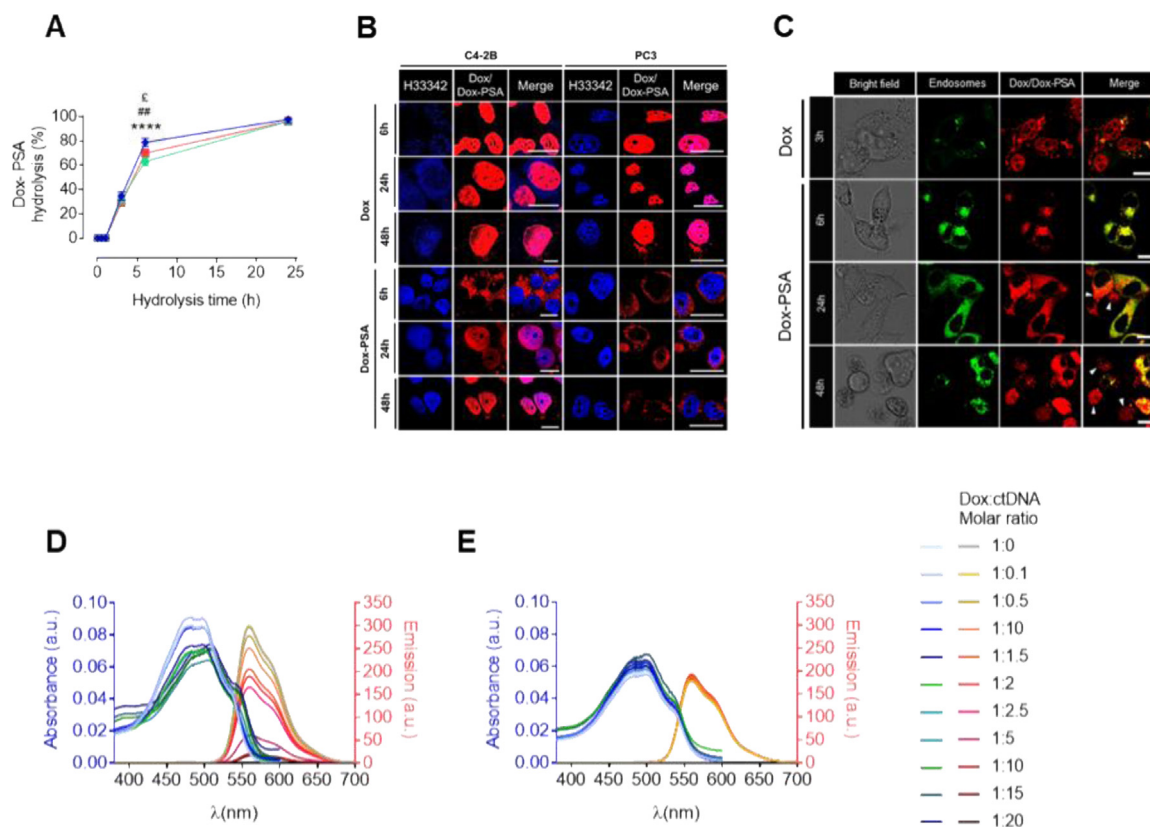 A
£
##
****
100
80
60
40
20
0
Dox- PSA
hydrolysis (%)
0 5 10 15 20 25
Hydrolysis time (h)
B
C4-2B PC3
H33342 Dox/ Dox-PSA Merge H33342 Dox/ Dox-PSA Merge
Dox
6h
24h
48h
Dox-PSA
6h
24h
48h
C
Bright field Endosomes Dox/Dox-PSA Merge
Dox
3h
Dox-PSA
6h
24h
48h
D
Absorbance (a.u.)
0.10
0.08
0.06
0.04
0.02
0.00
350
300
250
200
150
100
50
0
Emission (a.u.)
400 450 500 550 600 650 700
λ(nm)
E
Absorbance (a.u.)
0.10
0.08
0.06
0.04
0.02
0.00
350
300
250
200
150
100
50
0
Emission (a.u.)
400 450 500 550 600 650 700
λ(nm)
Dox:ctDNA
Molar ratio
1:0
1:0.1
1:0.5
1:10
1:1.5
1:2
1:2.5
1:5
1:10
1:15
1:20